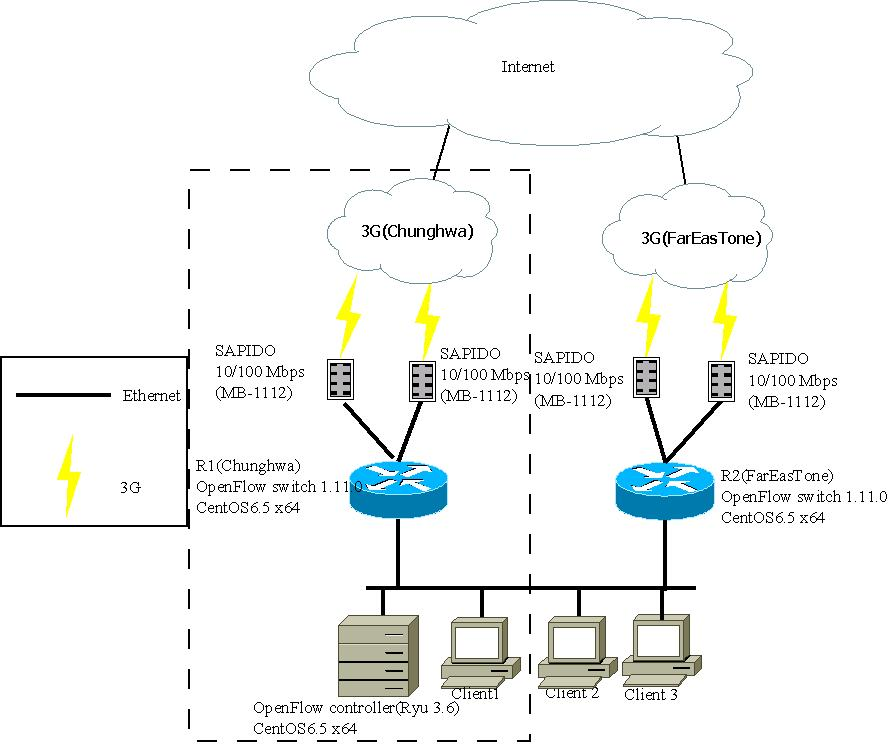 Internet
3G(Chunghwa)
3G(FarEasTone)
SAPIDO
10/100 Mbps
(MB-1112)
SAPIDO
10/100 Mbps
(MB-1112)
SAPIDO
10/100 Mbps
(MB-1112)
SAPIDO
10/100 Mbps
(MB-1112)
Ethernet
3G
R1(Chunghwa)
OpenFlow switch 1.11.0
CentOS6.5 x64
R2(FarEasTone)
OpenFlow switch 1.11.0
CentOS6.5 x64
Client1
Client 2
Client 3
OpenFlow controller(Ryu 3.6)
CentOS6.5 x64